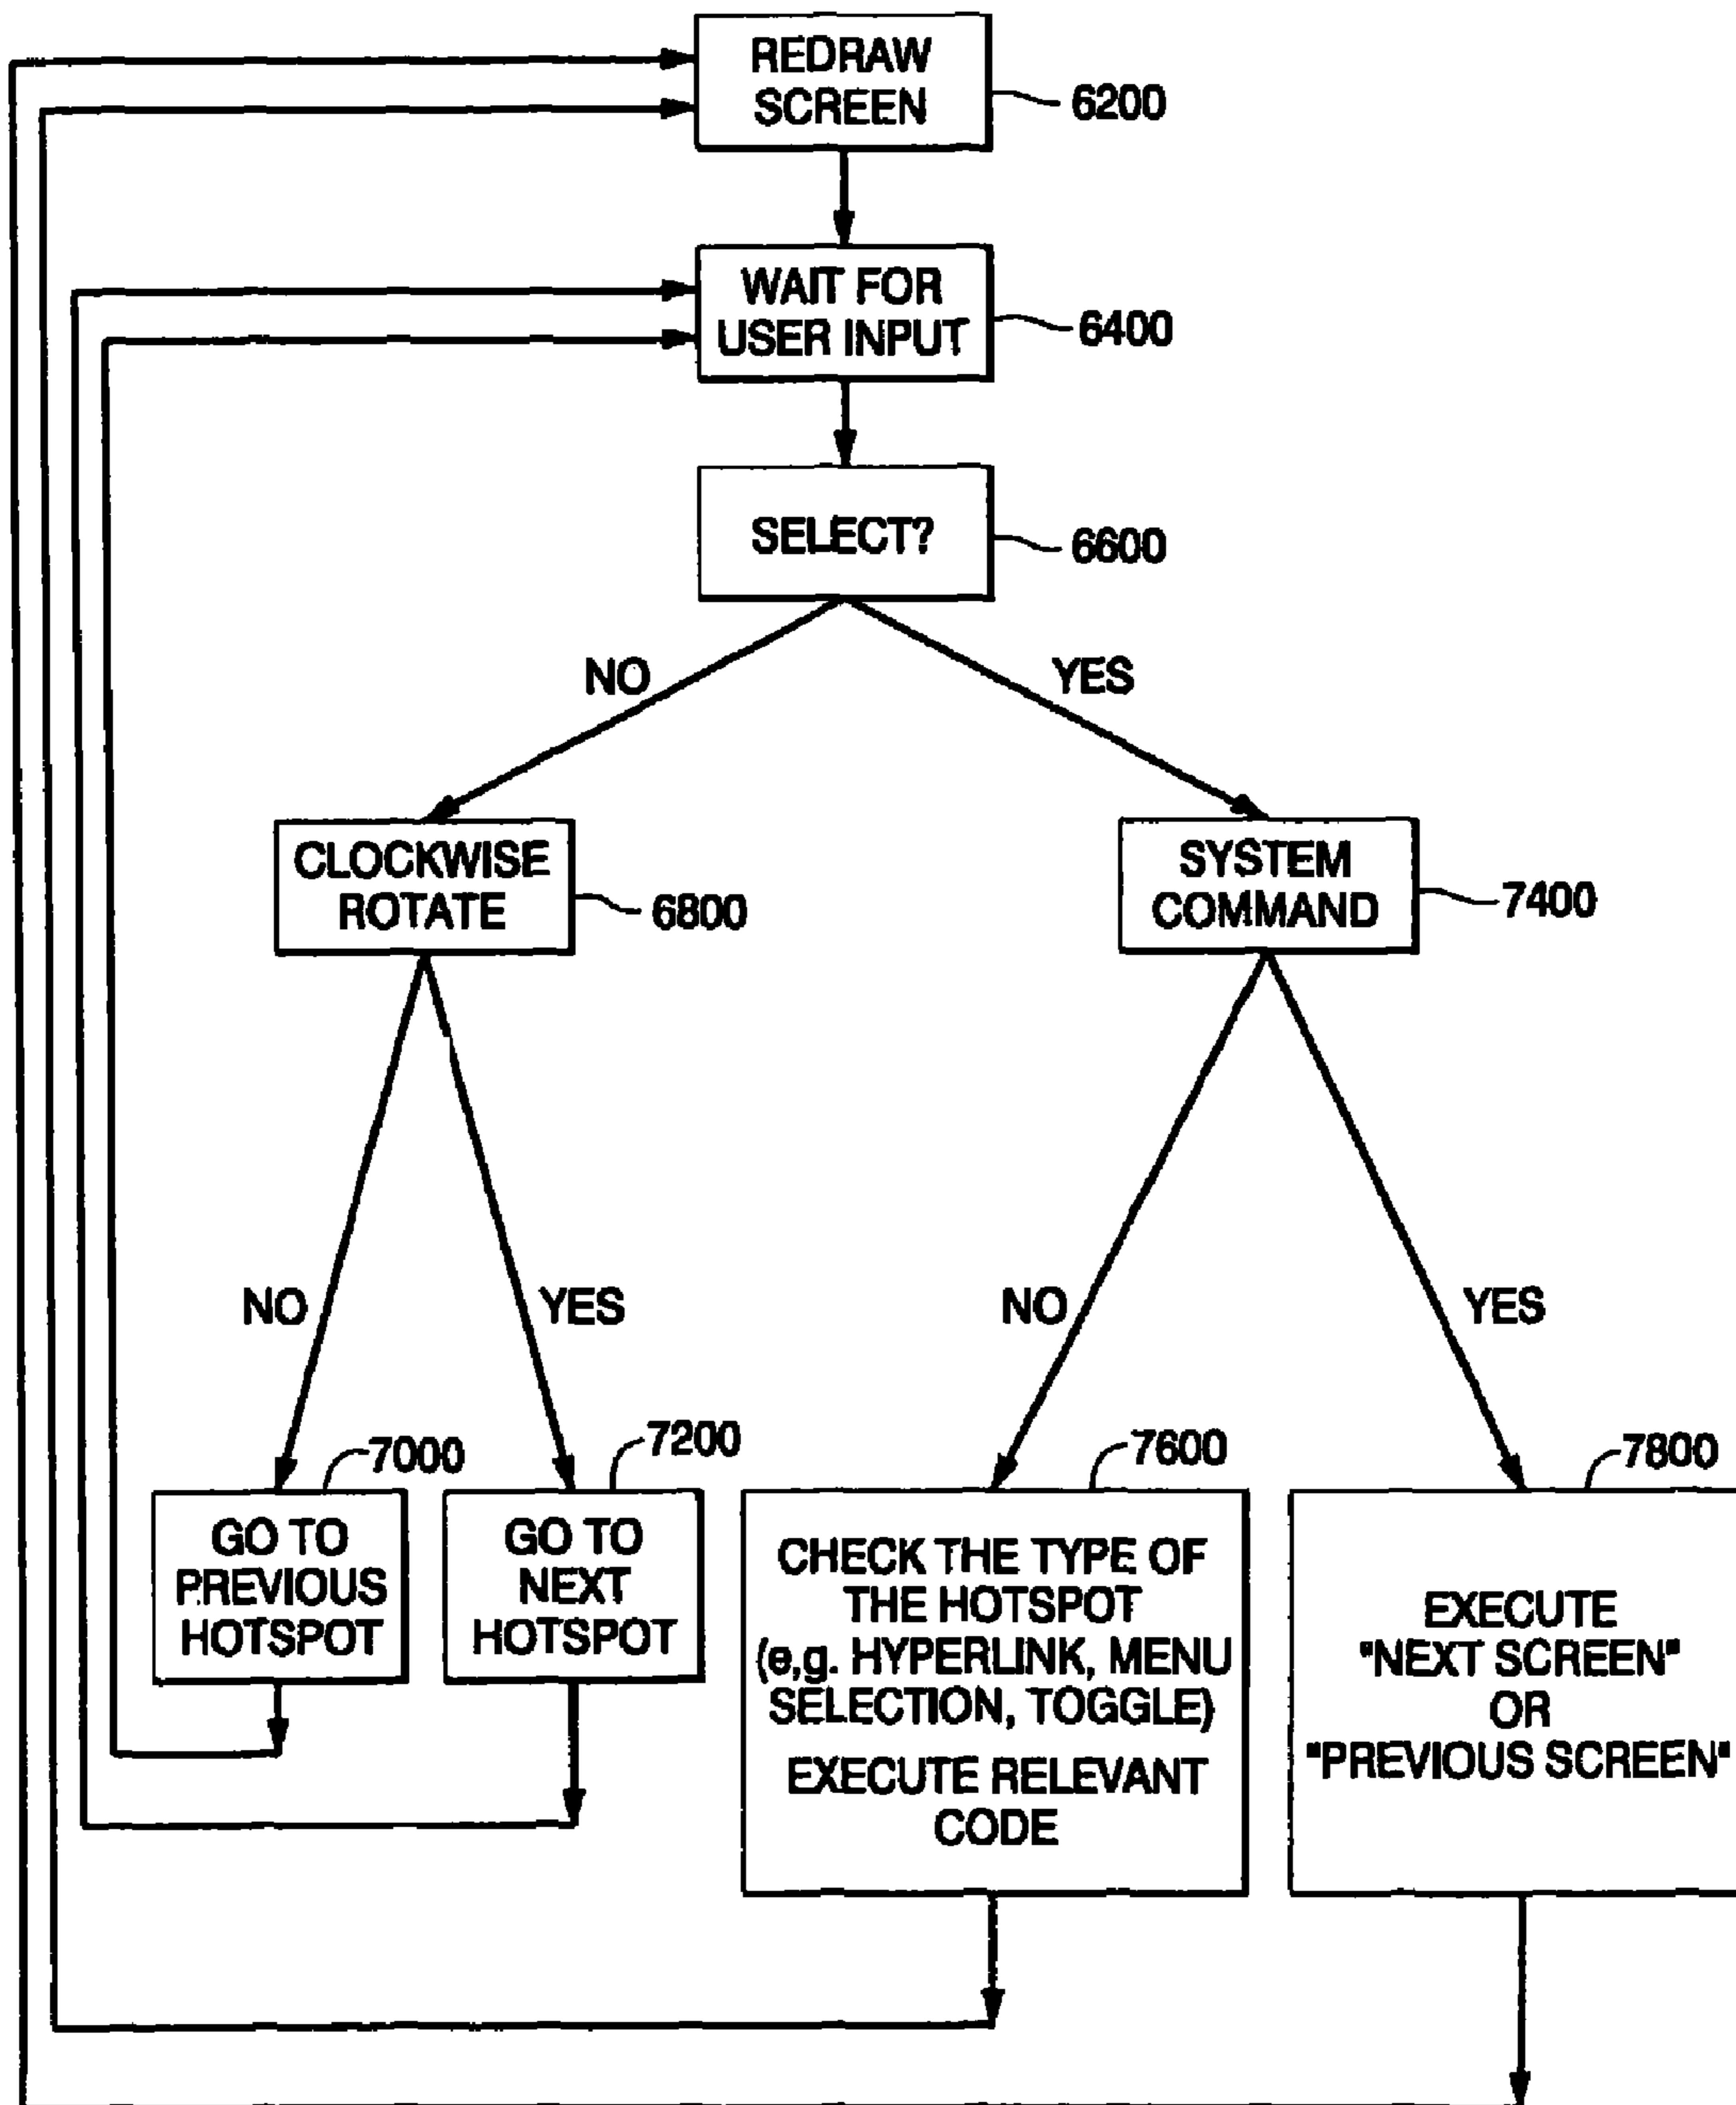 REDRAW
SCREEN
6200
WAIT FOR
USER INPUT
6400
SELECT?
6600
NO
YES
CLOCKWISE
ROTATE
6800
SYSTEM
COMMAND
7400
NO
YES
NO
YES
7000
7200
7600
7800
GO TO
PREVIOUS
HOTSPOT
GO TO
NEXT
HOTSPOT
CHECK THE TYPE OF
THE HOTSPOT
(e,g. HYPERLINK, MENU
SELECTION, TOGGLE)
EXECUTE RELEVANT
CODE
EXECUTE
"NEXT SCREEN"
OR
"PREVIOUS SCREEN"